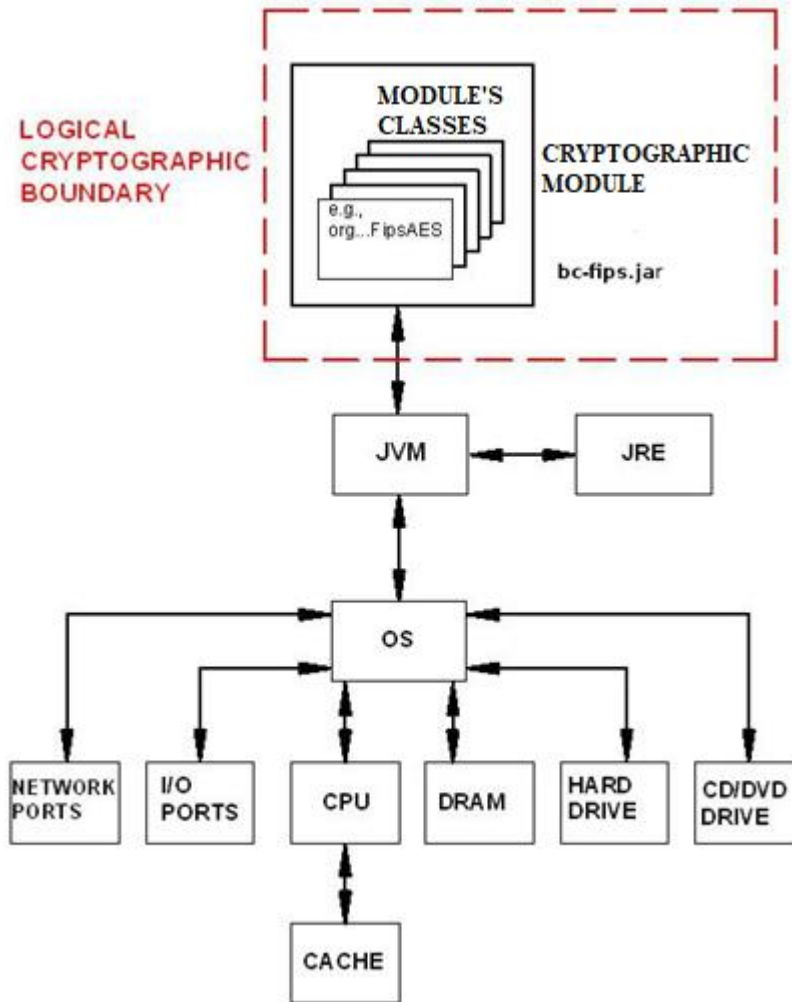 MODULE'S
CLASSES
LOGICAL
CRYPTOGRAPHIC
BOUNDARY
CRYPTOGRAPHIC
MODULE
e.g.,
org...FipsAES
bc-fips.jar
JVM
JRE
OS
NETWORK
PORTS
I/O
PORTS
CPU
DRAM
HARD
DRIVE
CD/DVD
DRIVE
CACHE